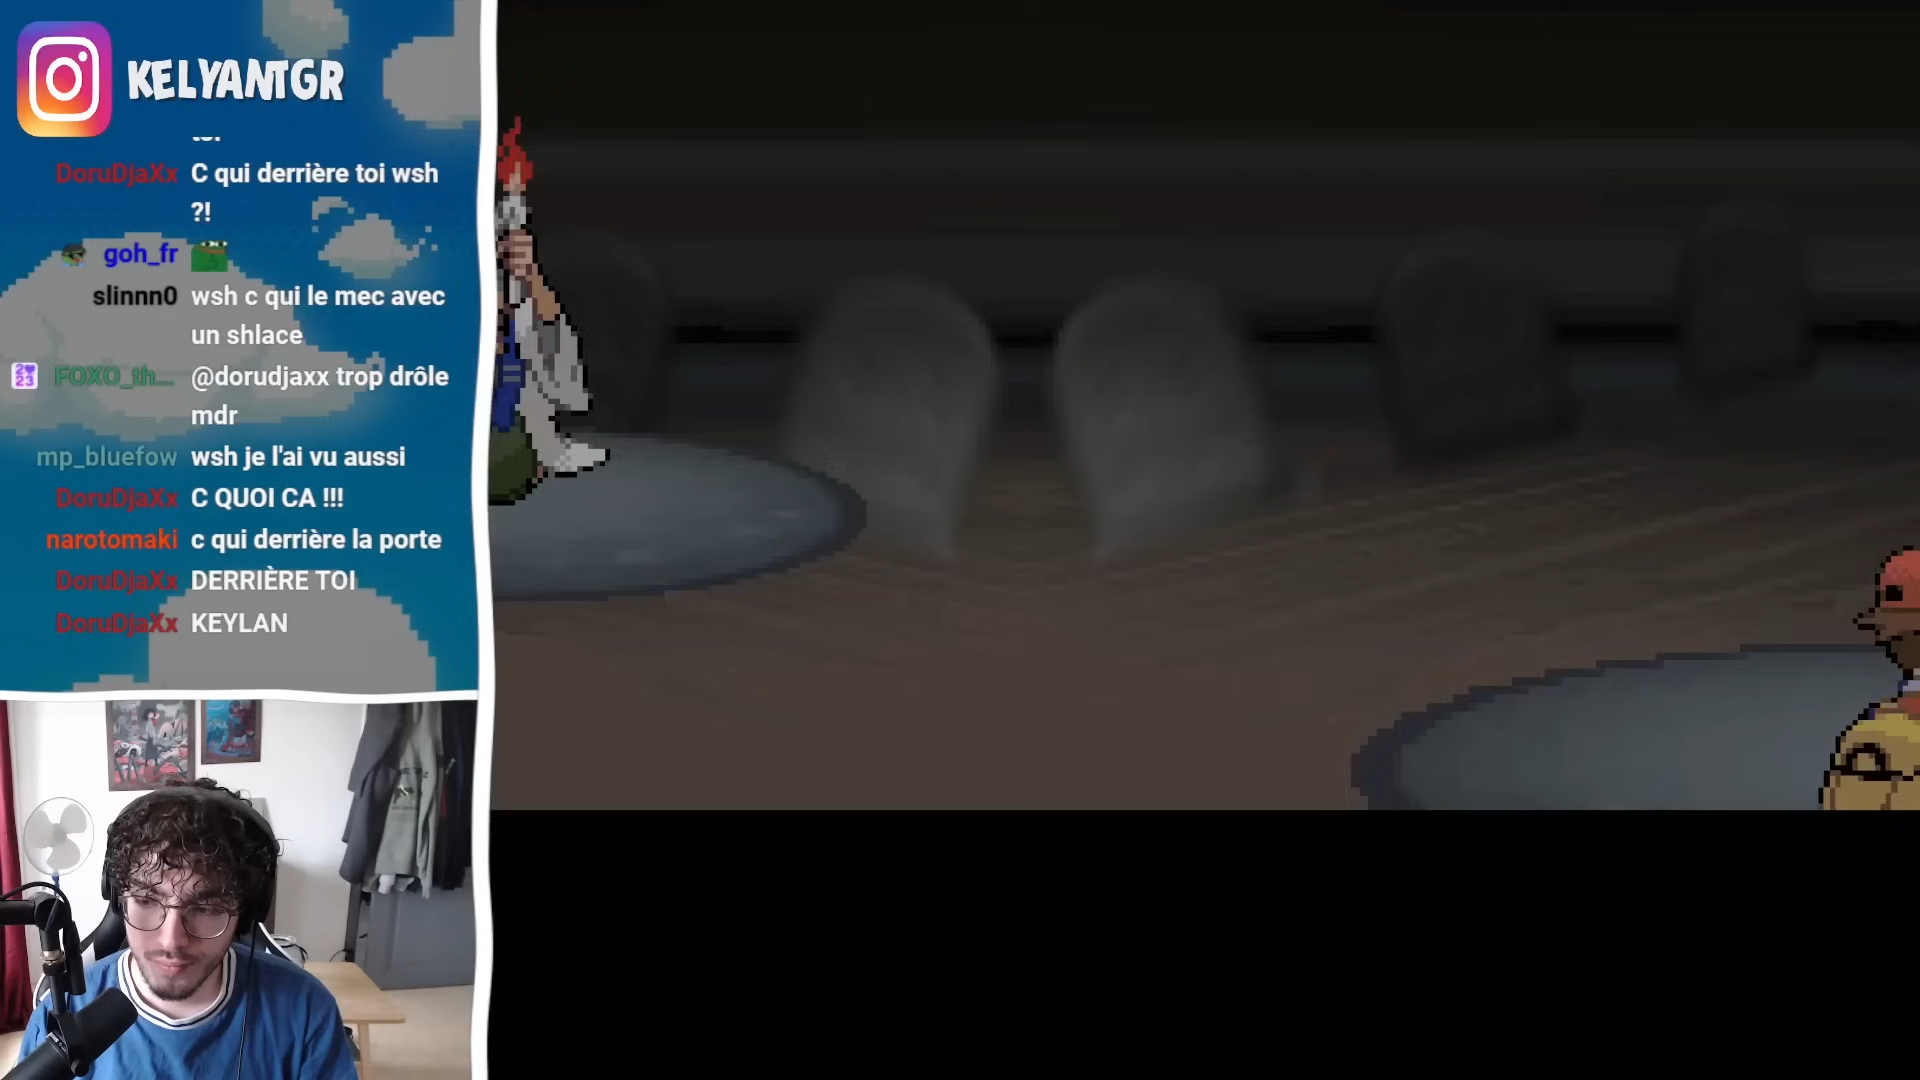 KELYANTGR
DoruDjaXx C qui derrière toi wsh
?!
goh_fr
slinnn0 wsh c qui le mec avec
un shlace
FOXO_th... @dorudjaxx trop drôle
mdr
mp_bluefow wsh je l'ai vu aussi
DoruDjaXx C QUOI CA !!!
narotomaki c qui derrière la porte
DoruDjaXx DERRIÈRE TOI
DoruDjaXx KEYLAN